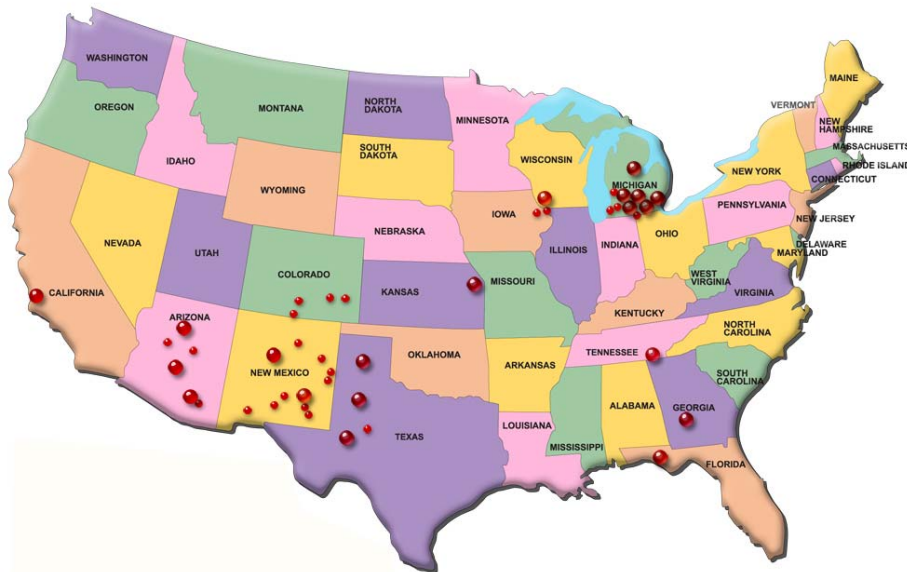 WASHINGTON
OREGON
IDAHO
MONTANA
NORTH
DAKOTA
SOUTH
DAKOTA
MINNESOTA
WISCONSIN
MICHIGAN
WYOMING
NEBRASKA
IOWA
NEVADA
UTAH
COLORADO
KANSAS
MISSOURI
ILLINOIS
INDIANA
OHIO
CALIFORNIA
ARIZONA
NEW MEXICO
OKLAHOMA
TEXAS
ARKANSAS
LOUISIANA
MISSISSIPPI
ALABAMA
TENNESSEE
KENTUCKY
GEORGIA
FLORIDA
SOUTH
CAROLINA
NORTH
CAROLINA
VIRGINIA
WEST
VIRGINIA
PENNSYLVANIA
NEW YORK
VERMONT
MAINE
NEW
HAMPSHIRE
MASSACHUSETTS
RHODE ISLAND
CONNECTICUT
NEW JERSEY
DELAWARE
MARYLAND